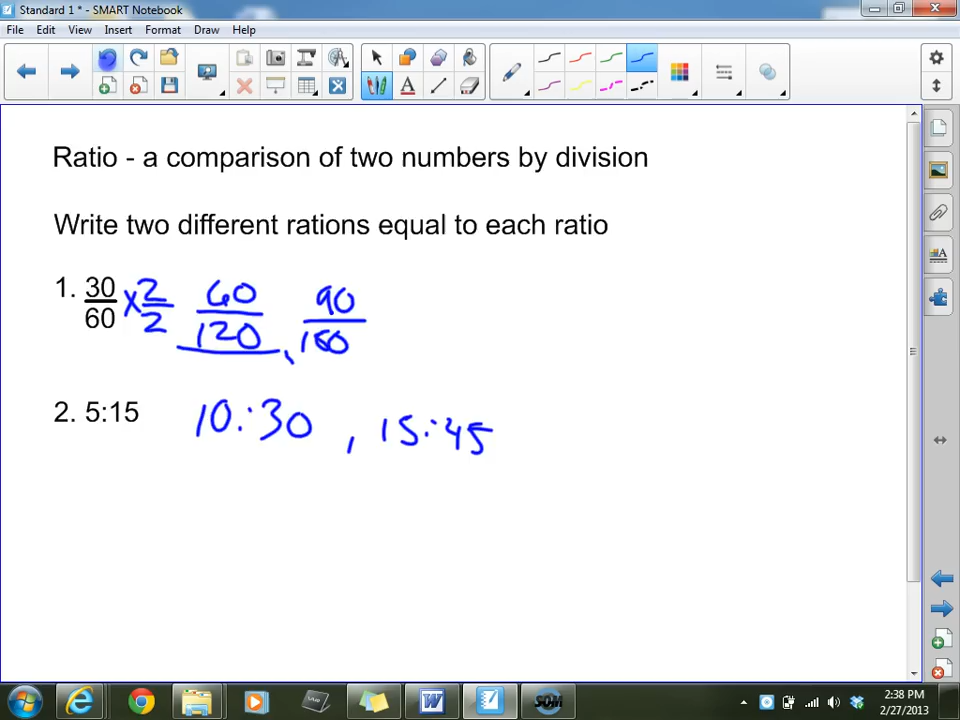 Standard 1 * - SMART Notebook
File Edit View Insert Format Draw Help
Ratio - a comparison of two numbers by division
Write two different rations equal to each ratio
1. 30/60 ×2/2 60/120, 90/180
2. 5:15 10:30, 15:45
2:38 PM
2/27/2013